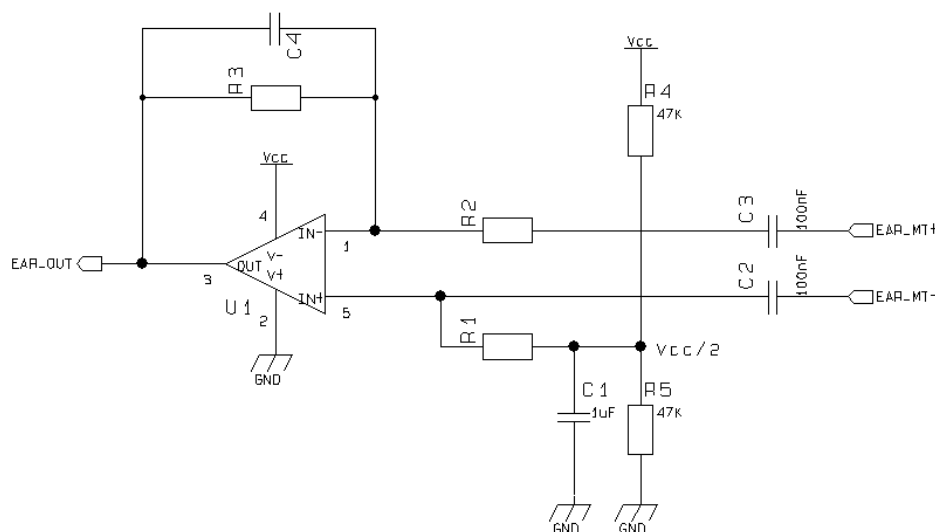 C4
R3
Vcc
R4
47K
Vcc
4
IN-
1
V-
OUT
V+
IN+
5
3
U1
2
GND
EAR_OUT
R2
C3
100nF
EAR_MT+
C2
100nF
EAR_MT-
R1
Vcc/2
C1
1uF
R5
47K
GND
GND